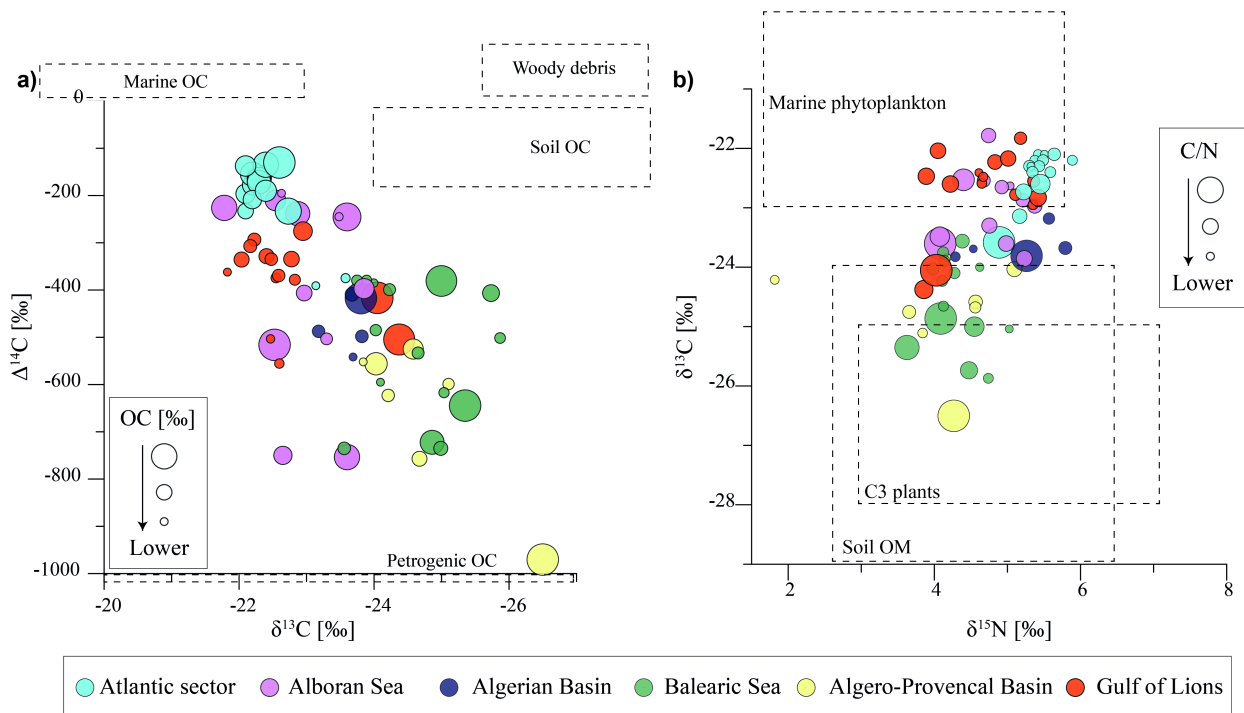 a)
Marine OC
Woody debris
Soil OC
0
-200
-400
-600
-800
-1000
Δ¹⁴C [‰]
OC [‰]
Lower
Petrogenic OC
-20
-22
-24
-26
δ¹³C [‰]
b)
Marine phytoplankton
-22
-24
-26
-28
δ¹³C [‰]
C/N
Lower
C3 plants
Soil OM
2
4
6
8
δ¹⁵N [‰]
Atlantic sector Alboran Sea Algerian Basin Balearic Sea Algero-Provencal Basin Gulf of Lions